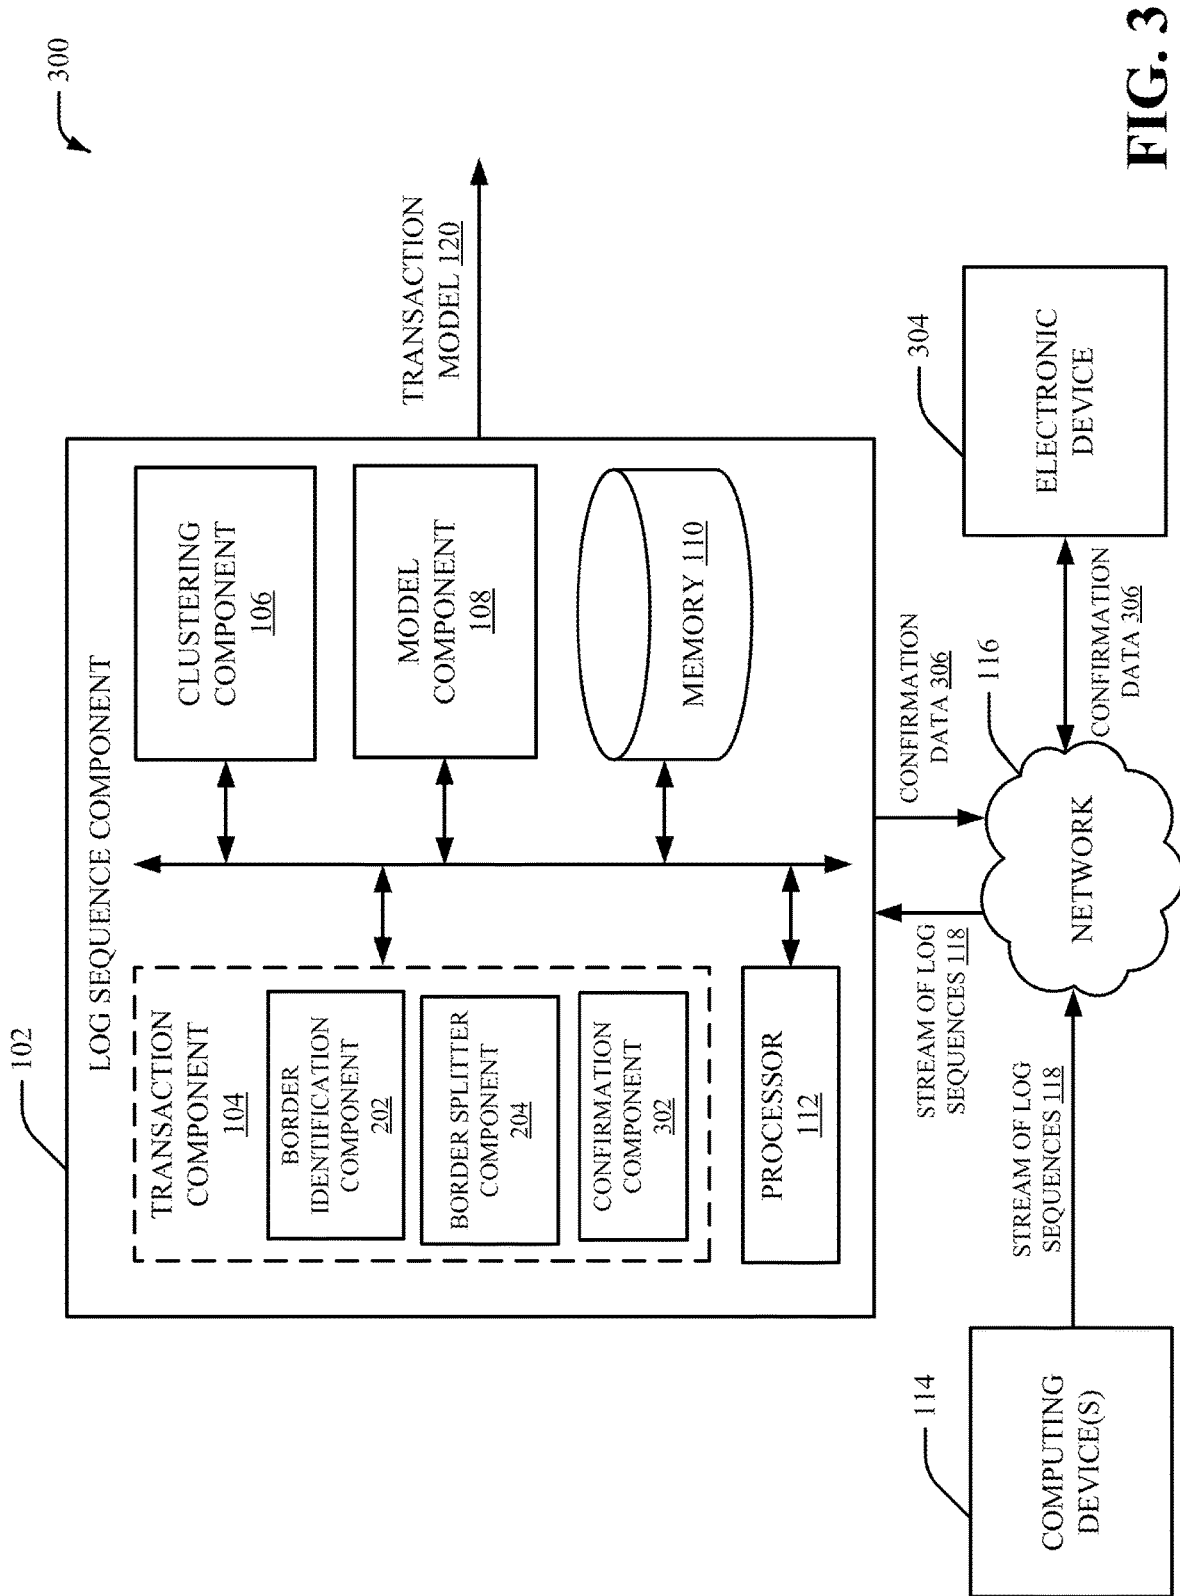 300
102
LOG SEQUENCE COMPONENT
TRANSACTION
COMPONENT
104
BORDER
IDENTIFICATION
COMPONENT
202
BORDER SPLITTER
COMPONENT
204
CONFIRMATION
COMPONENT
302
PROCESSOR
112
CLUSTERING
COMPONENT
106
MODEL
COMPONENT
108
MEMORY 110
TRANSACTION
MODEL 120
STREAM OF LOG
SEQUENCES 118
CONFIRMATION
DATA 306
116
NETWORK
114
COMPUTING
DEVICE(S)
STREAM OF LOG
SEQUENCES 118
CONFIRMATION
DATA 306
304
ELECTRONIC
DEVICE
FIG. 3